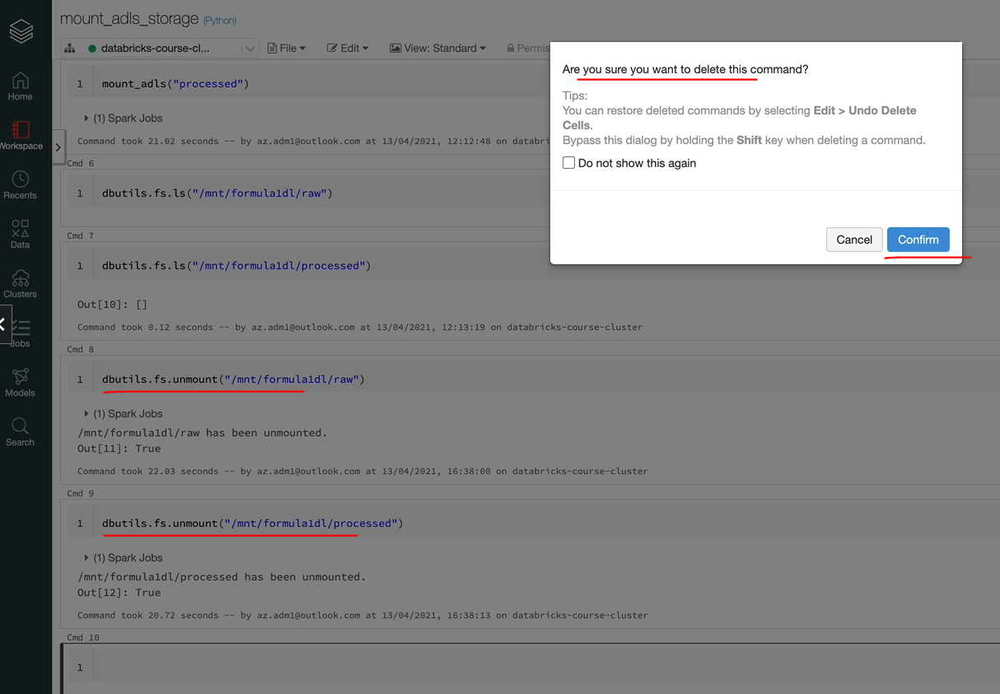 mount_adls_storage (Python)
databricks-course-cl... File Edit View: Standard Permis
Home
Workspace
Recents
Data
Clusters
Jobs
Models
Search
1 mount_adls("processed")
(1) Spark Jobs
Command took 21.02 seconds -- by az.adm1@outlook.com at 13/04/2021, 12:12:48 on databri
Cmd 6
1 dbutils.fs.ls("/mnt/formula1dl/raw")
Cmd 7
1 dbutils.fs.ls("/mnt/formula1dl/processed")
Out[10]: []
Command took 0.12 seconds -- by az.adm1@outlook.com at 13/04/2021, 12:13:19 on databricks-course-cluster
Cmd 8
1 dbutils.fs.unmount("/mnt/formula1dl/raw")
(1) Spark Jobs
/mnt/formula1dl/raw has been unmounted.
Out[11]: True
Command took 22.03 seconds -- by az.adm1@outlook.com at 13/04/2021, 16:38:00 on databricks-course-cluster
Cmd 9
1 dbutils.fs.unmount("/mnt/formula1dl/processed")
(1) Spark Jobs
/mnt/formula1dl/processed has been unmounted.
Out[12]: True
Command took 20.72 seconds -- by az.adm1@outlook.com at 13/04/2021, 16:38:13 on databricks-course-cluster
Cmd 10
1
Are you sure you want to delete this command?
Tips:
You can restore deleted commands by selecting Edit > Undo Delete
Cells.
Bypass this dialog by holding the Shift key when deleting a command.
Do not show this again
Cancel Confirm